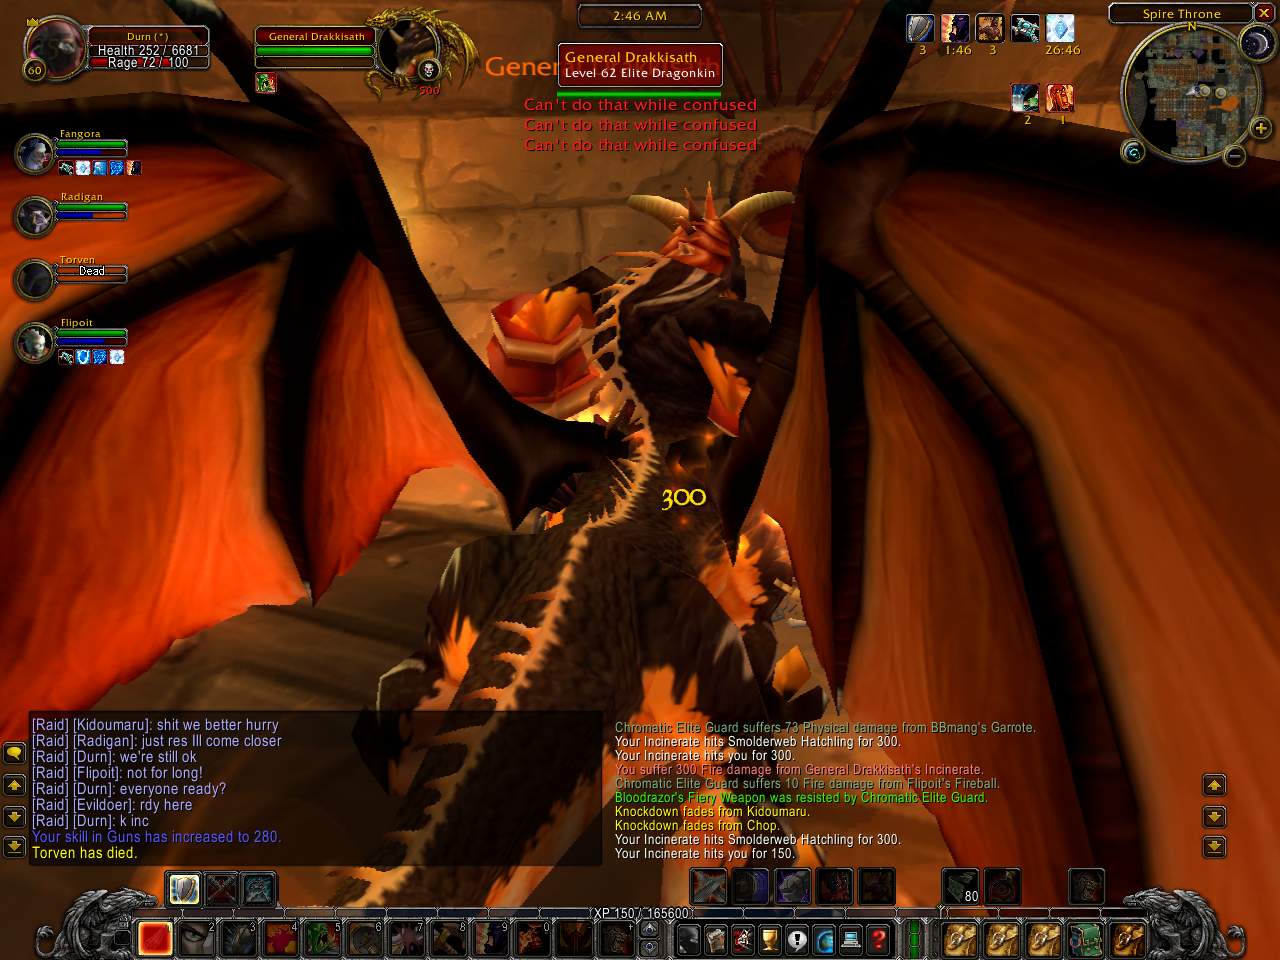 Durn (*)
Health 252 / 6681
Rage 72 / 100
60
General Drakkisath
500
2:46 AM
General Drakkisath
Level 62 Elite Dragonkin
Can't do that while confused
Can't do that while confused
Can't do that while confused
3
1:46
3
26:46
2
1
Spire Throne
N
Fangora
Radigan
Torven
Dead
Flipoit
300
[Raid] [Kidoumaru]: shit we better hurry
[Raid] [Radigan]: just res Ill come closer
[Raid] [Durn]: we're still ok
[Raid] [Flipoit]: not for long!
[Raid] [Durn]: everyone ready?
[Raid] [Evildoer]: rdy here
[Raid] [Durn]: k inc
Your skill in Guns has increased to 280.
Torven has died.
Chromatic Elite Guard suffers 73 Physical damage from BBmang's Garrote.
Your Incinerate hits Smolderweb Hatchling for 300.
Your Incinerate hits you for 300.
You suffer 300 Fire damage from General Drakkisath's Incinerate.
Chromatic Elite Guard suffers 10 Fire damage from Flipoit's Fireball.
Bloodrazor's Fiery Weapon was resisted by Chromatic Elite Guard.
Knockdown fades from Kidoumaru.
Knockdown fades from Chop.
Your Incinerate hits Smolderweb Hatchling for 300.
Your Incinerate hits you for 150.
80
XP 150 / 165600
2 3 4 5 6 7 8 9 0 - +